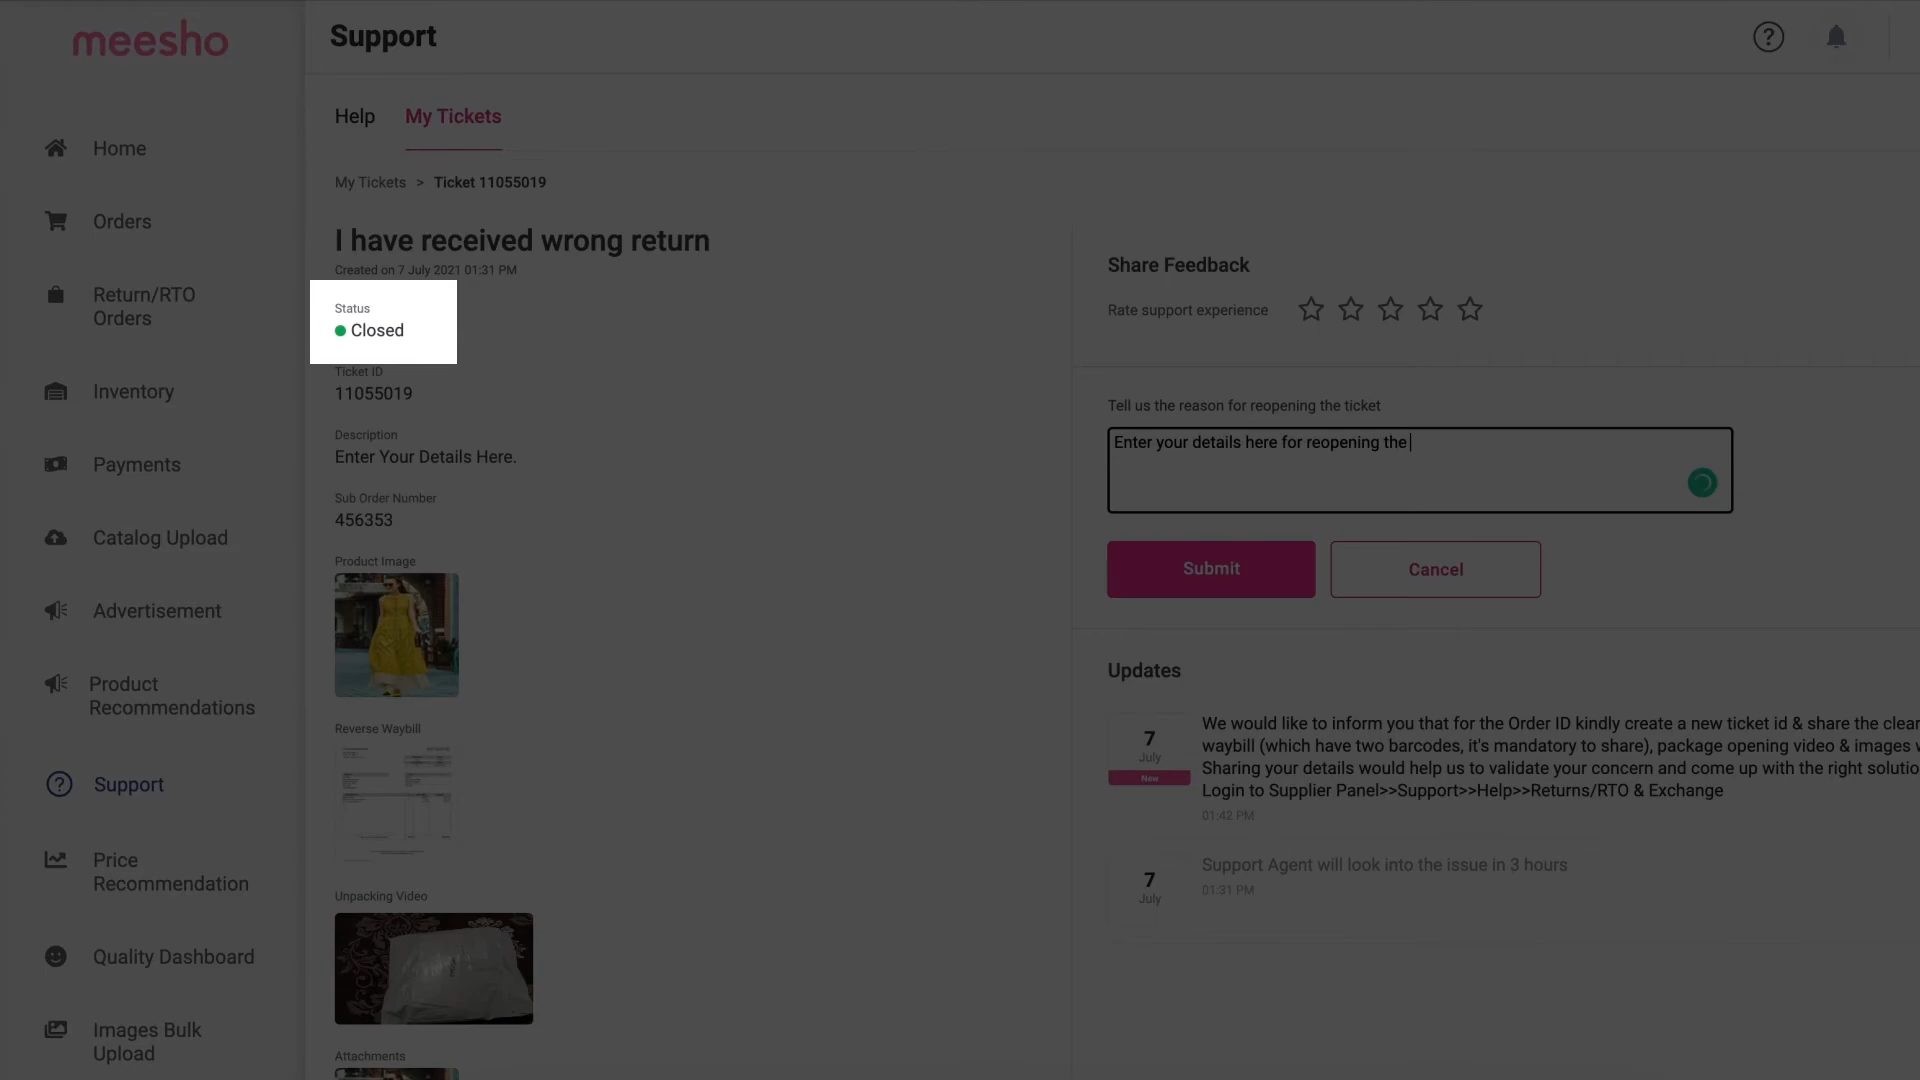 meesho
Support
Home
Orders
Return/RTO
Orders
Inventory
Payments
Catalog Upload
Advertisement
Product
Recommendations
Support
Price
Recommendation
Quality Dashboard
Images Bulk
Upload
Help
My Tickets
My Tickets > Ticket 11055019
I have received wrong return
Created on 7 July 2021 01:31 PM
Status
Closed
Ticket ID
11055019
Description
Enter Your Details Here.
Sub Order Number
456353
Product Image
Reverse Waybill
Unpacking Video
Attachments
Share Feedback
Rate support experience
Tell us the reason for reopening the ticket
Enter your details here for reopening the
Submit
Cancel
Updates
7
July
New
We would like to inform you that for the Order ID kindly create a new ticket id & share the clear
waybill (which have two barcodes, it's mandatory to share), package opening video & images
Sharing your details would help us to validate your concern and come up with the right solutio
Login to Supplier Panel>>Support>>Help>>Returns/RTO & Exchange
01:42 PM
7
July
Support Agent will look into the issue in 3 hours
01:31 PM